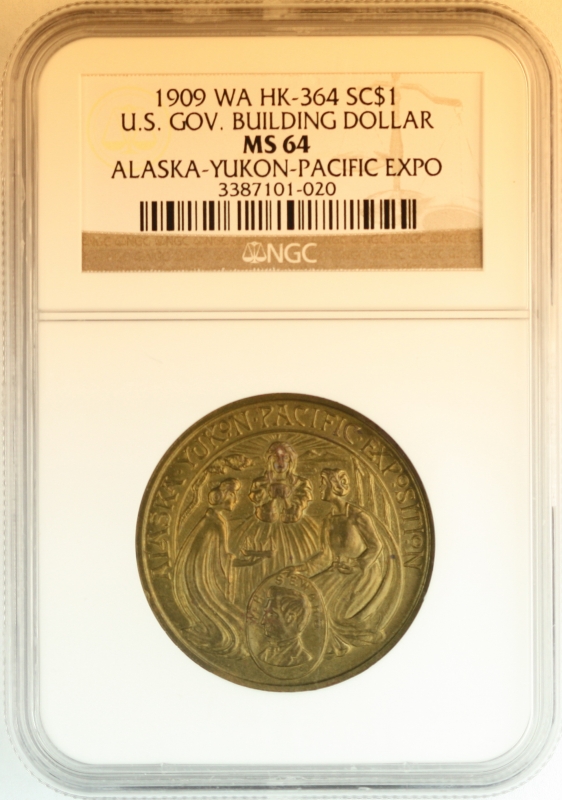 1909 WA HK-364 SC$1
U.S. GOV. BUILDING DOLLAR
MS 64
ALASKA-YUKON-PACIFIC EXPO
3387101-020
NGC
ALASKA·YUKON·PACIFIC·EXPOSITION